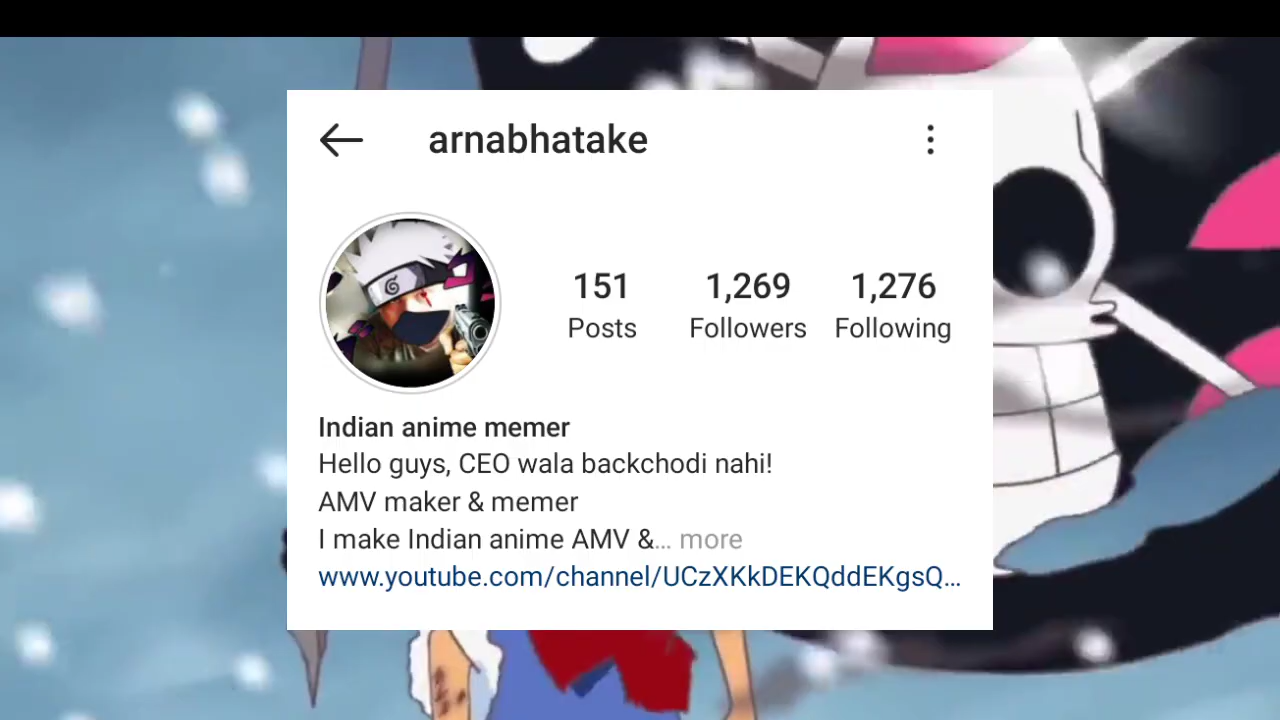 arnabhatake
151 1,269 1,276
Posts Followers Following
Indian anime memer
Hello guys, CEO wala backchodi nahi!
AMV maker & memer
I make Indian anime AMV &... more
www.youtube.com/channel/UCzXKkDEKQddEKgsQ...